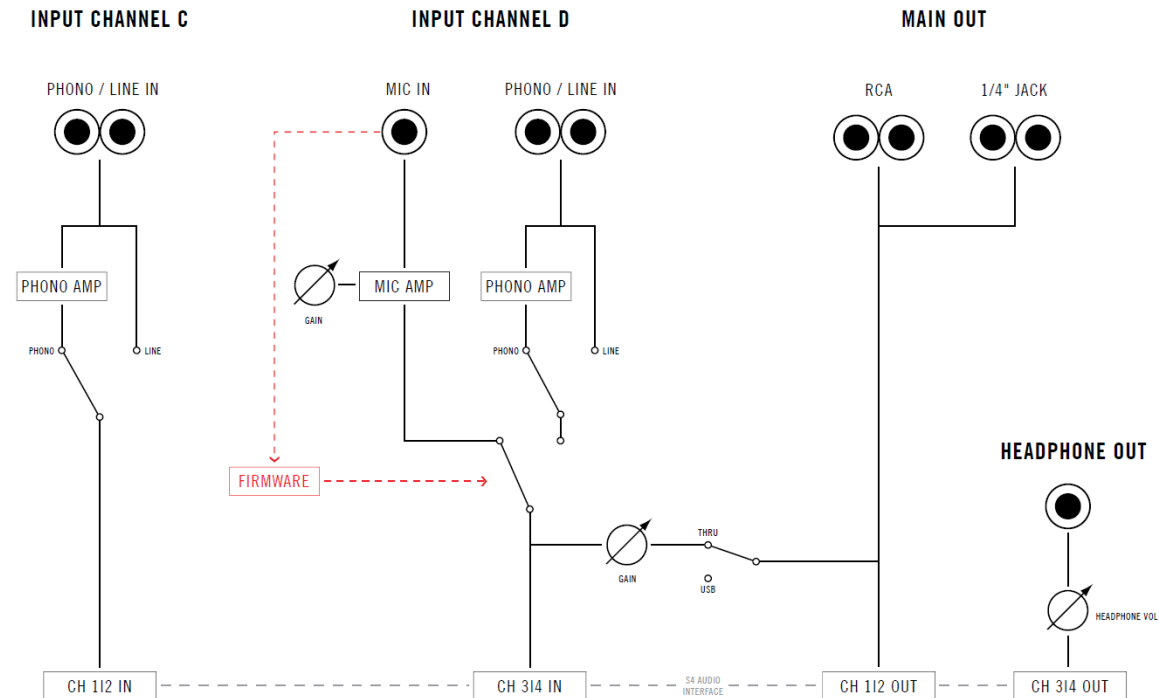 INPUT CHANNEL C
INPUT CHANNEL D
MAIN OUT
PHONO / LINE IN
MIC IN
PHONO / LINE IN
RCA
1/4" JACK
PHONO AMP
MIC AMP
PHONO AMP
GAIN
PHONO
LINE
PHONO
LINE
HEADPHONE OUT
FIRMWARE
THRU
GAIN
USB
HEADPHONE VOL
CH 1|2 IN
CH 3|4 IN
S4 AUDIO
INTERFACE
CH 1|2 OUT
CH 3|4 OUT